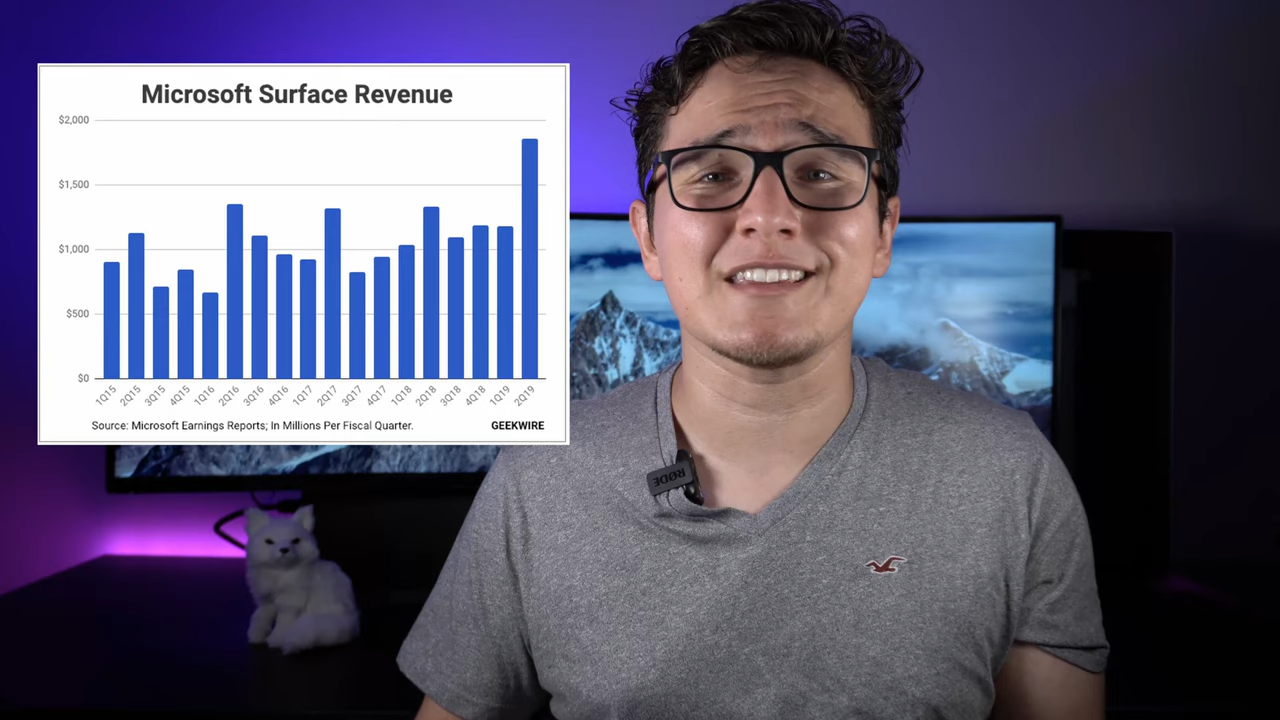 Microsoft Surface Revenue
$2,000
$1,500
$1,000
$500
$0
1Q15 2Q15 3Q15 4Q15 1Q16 2Q16 3Q16 4Q16 1Q17 2Q17 3Q17 4Q17 1Q18 2Q18 3Q18 4Q18 1Q19 2Q19
Source: Microsoft Earnings Reports; In Millions Per Fiscal Quarter. GEEKWIRE
RØDE